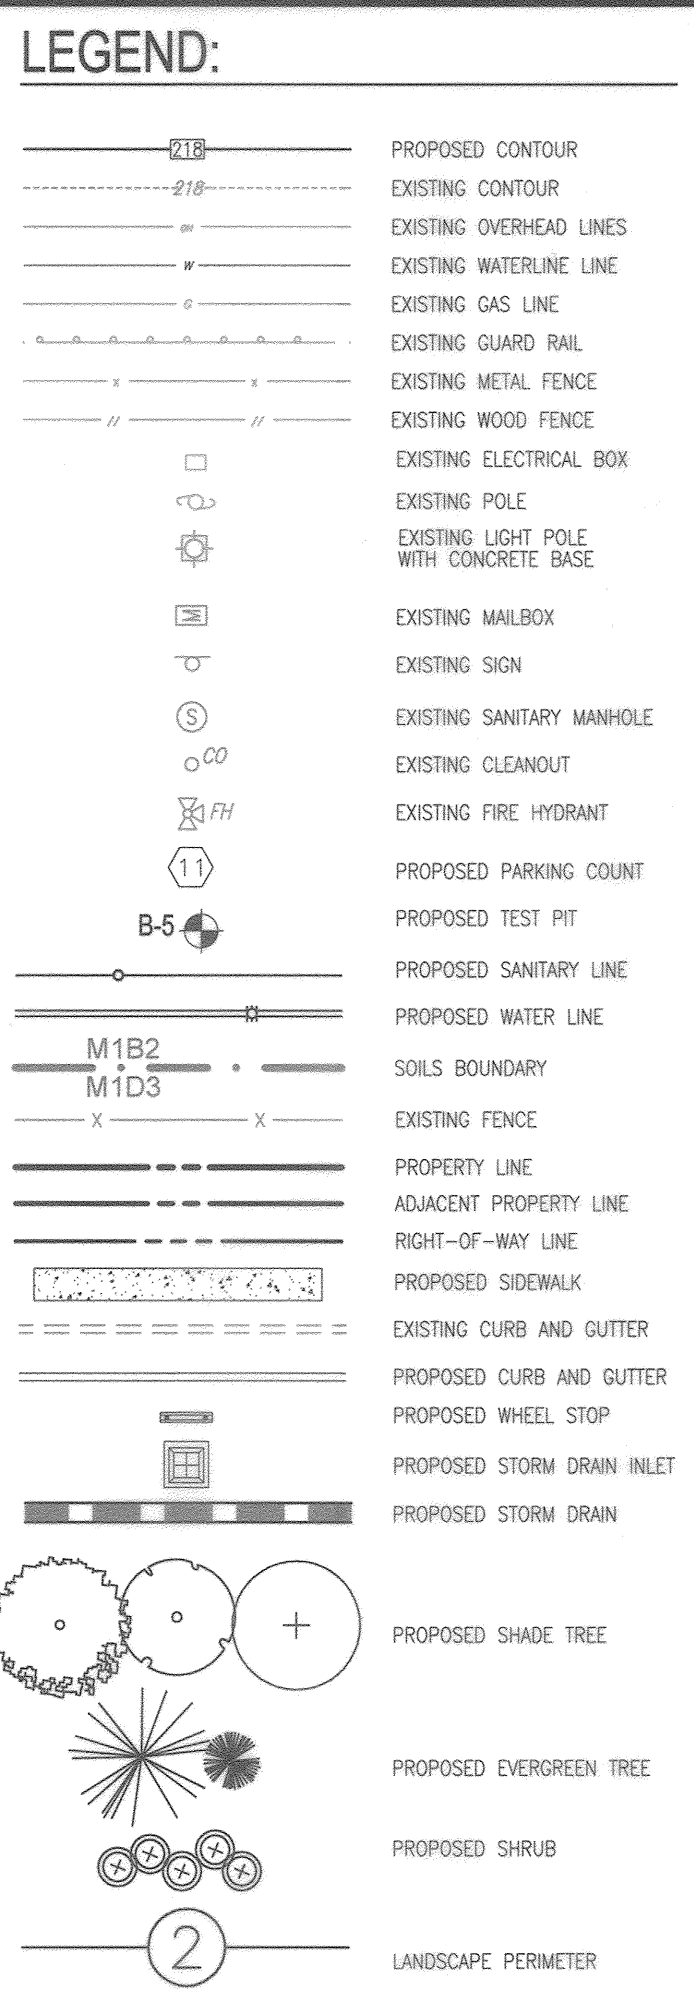 LEGEND:
218 PROPOSED CONTOUR
218 EXISTING CONTOUR
OH EXISTING OVERHEAD LINES
W EXISTING WATERLINE LINE
G EXISTING GAS LINE
EXISTING GUARD RAIL
x x EXISTING METAL FENCE
// // EXISTING WOOD FENCE
EXISTING ELECTRICAL BOX
EXISTING POLE
EXISTING LIGHT POLE
WITH CONCRETE BASE
M EXISTING MAILBOX
EXISTING SIGN
S EXISTING SANITARY MANHOLE
CO EXISTING CLEANOUT
FH EXISTING FIRE HYDRANT
11 PROPOSED PARKING COUNT
B-5 PROPOSED TEST PIT
PROPOSED SANITARY LINE
PROPOSED WATER LINE
M1B2
SOILS BOUNDARY
M1D3
X X EXISTING FENCE
PROPERTY LINE
ADJACENT PROPERTY LINE
RIGHT-OF-WAY LINE
PROPOSED SIDEWALK
EXISTING CURB AND GUTTER
PROPOSED CURB AND GUTTER
PROPOSED WHEEL STOP
PROPOSED STORM DRAIN INLET
PROPOSED STORM DRAIN
PROPOSED SHADE TREE
PROPOSED EVERGREEN TREE
PROPOSED SHRUB
2 LANDSCAPE PERIMETER